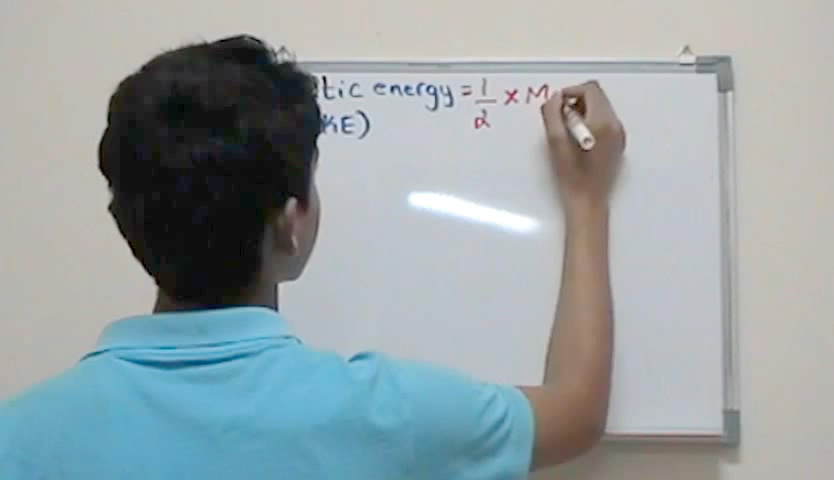 tic energy = 1/2 × M
KE)